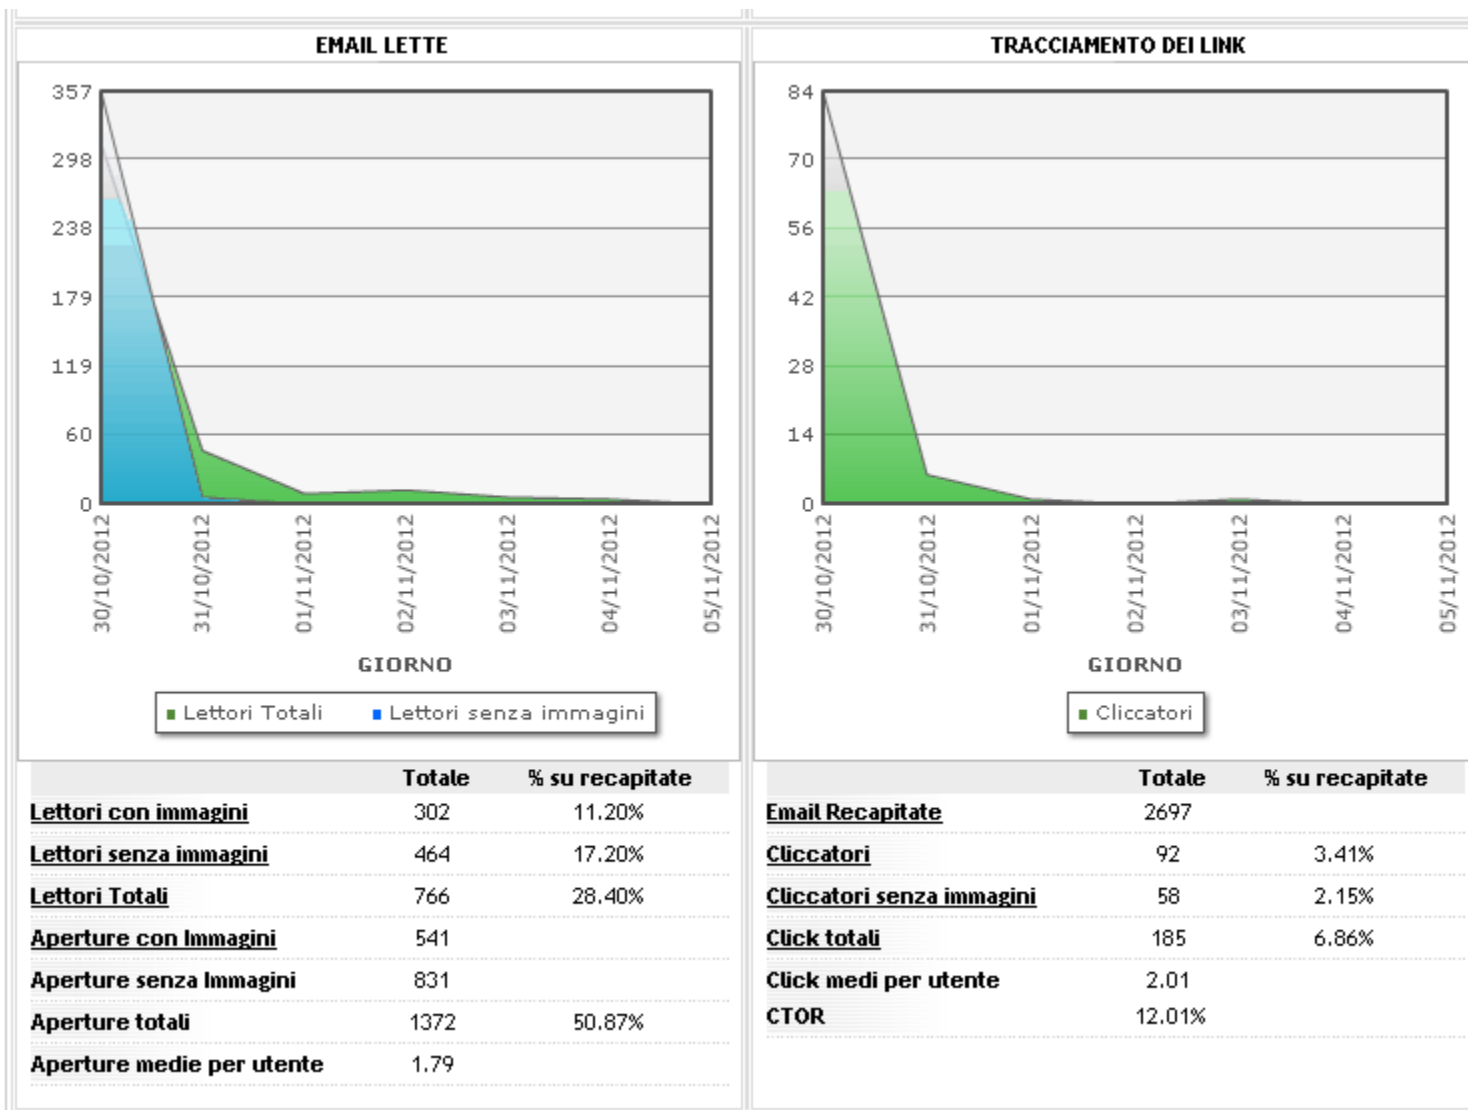 EMAIL LETTE
357
298
238
179
119
60
0
30/10/2012
31/10/2012
01/11/2012
02/11/2012
03/11/2012
04/11/2012
05/11/2012
GIORNO
Lettori Totali Lettori senza immagini
Totale % su recapitate
Lettori con immagini 302 11.20%
Lettori senza immagini 464 17.20%
Lettori Totali 766 28.40%
Aperture con Immagini 541
Aperture senza Immagini 831
Aperture totali 1372 50.87%
Aperture medie per utente 1.79
TRACCIAMENTO DEI LINK
84
70
56
42
28
14
0
30/10/2012
31/10/2012
01/11/2012
02/11/2012
03/11/2012
04/11/2012
05/11/2012
GIORNO
Cliccatori
Totale % su recapitate
Email Recapitate 2697
Cliccatori 92 3.41%
Cliccatori senza immagini 58 2.15%
Click totali 185 6.86%
Click medi per utente 2.01
CTOR 12.01%